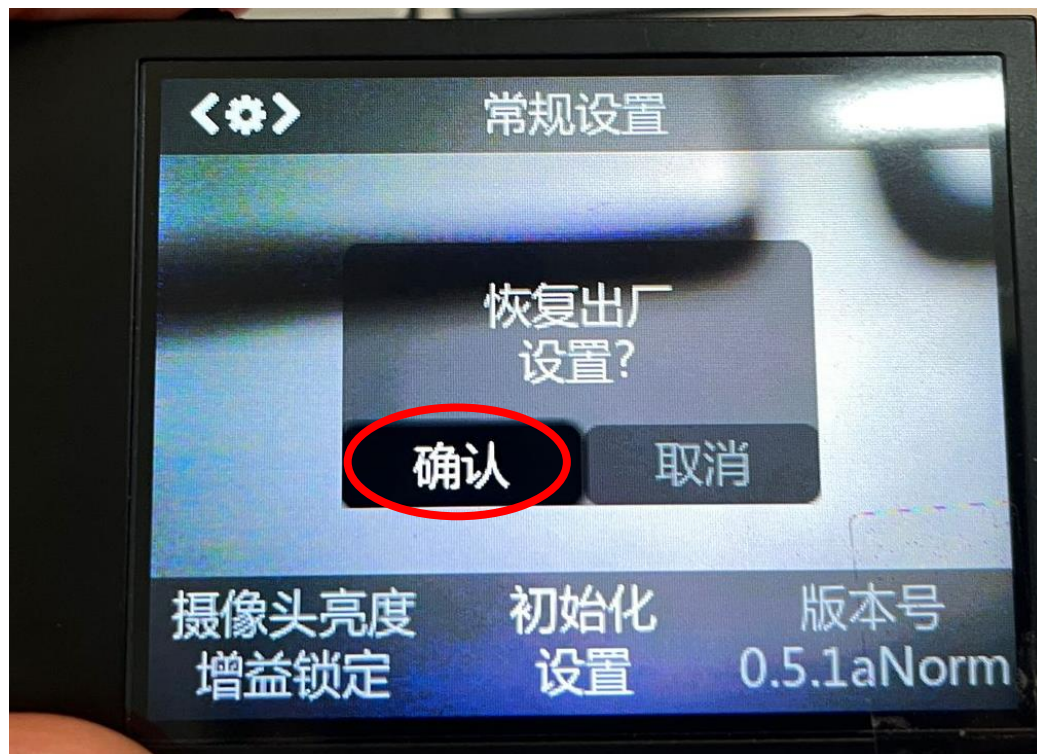 常规设置
恢复出厂
设置?
确认
取消
摄像头亮度
增益锁定
初始化
设置
版本号
0.5.1aNorm